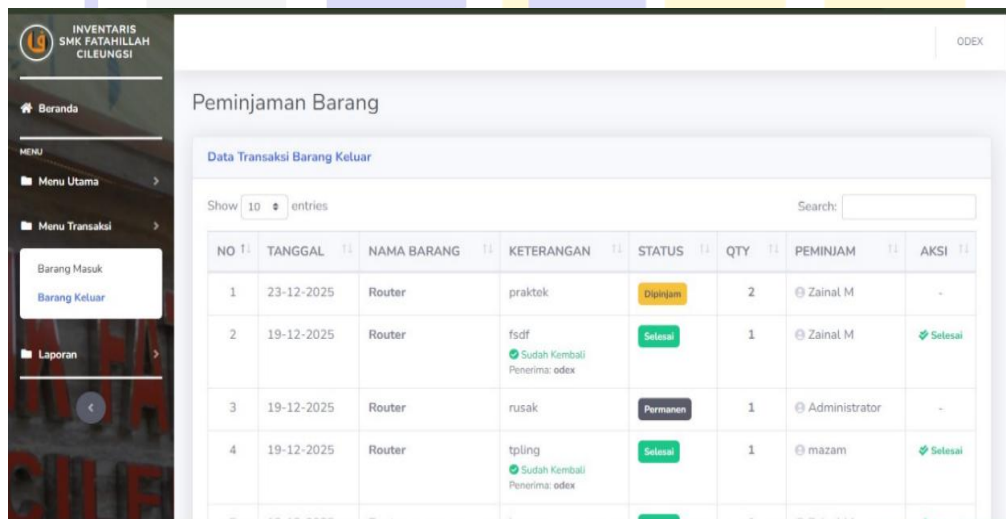 INVENTARIS
SMK FATAHILLAH
CILEUNGSI
ODEX
Beranda
MENU
Menu Utama
Menu Transaksi
Barang Masuk
Barang Keluar
Laporan
Peminjaman Barang
Data Transaksi Barang Keluar
Show 10 entries
Search:
NO TANGGAL NAMA BARANG KETERANGAN STATUS QTY PEMINJAM AKSI
1 23-12-2025 Router praktek Dipinjam 2 Zainal M -
2 19-12-2025 Router fsdf Selesai 1 Zainal M Selesai
Sudah Kembali
Penerima: odex
3 19-12-2025 Router rusak Permanen 1 Administrator -
4 19-12-2025 Router tpling Selesai 1 mazam Selesai
Sudah Kembali
Penerima: odex